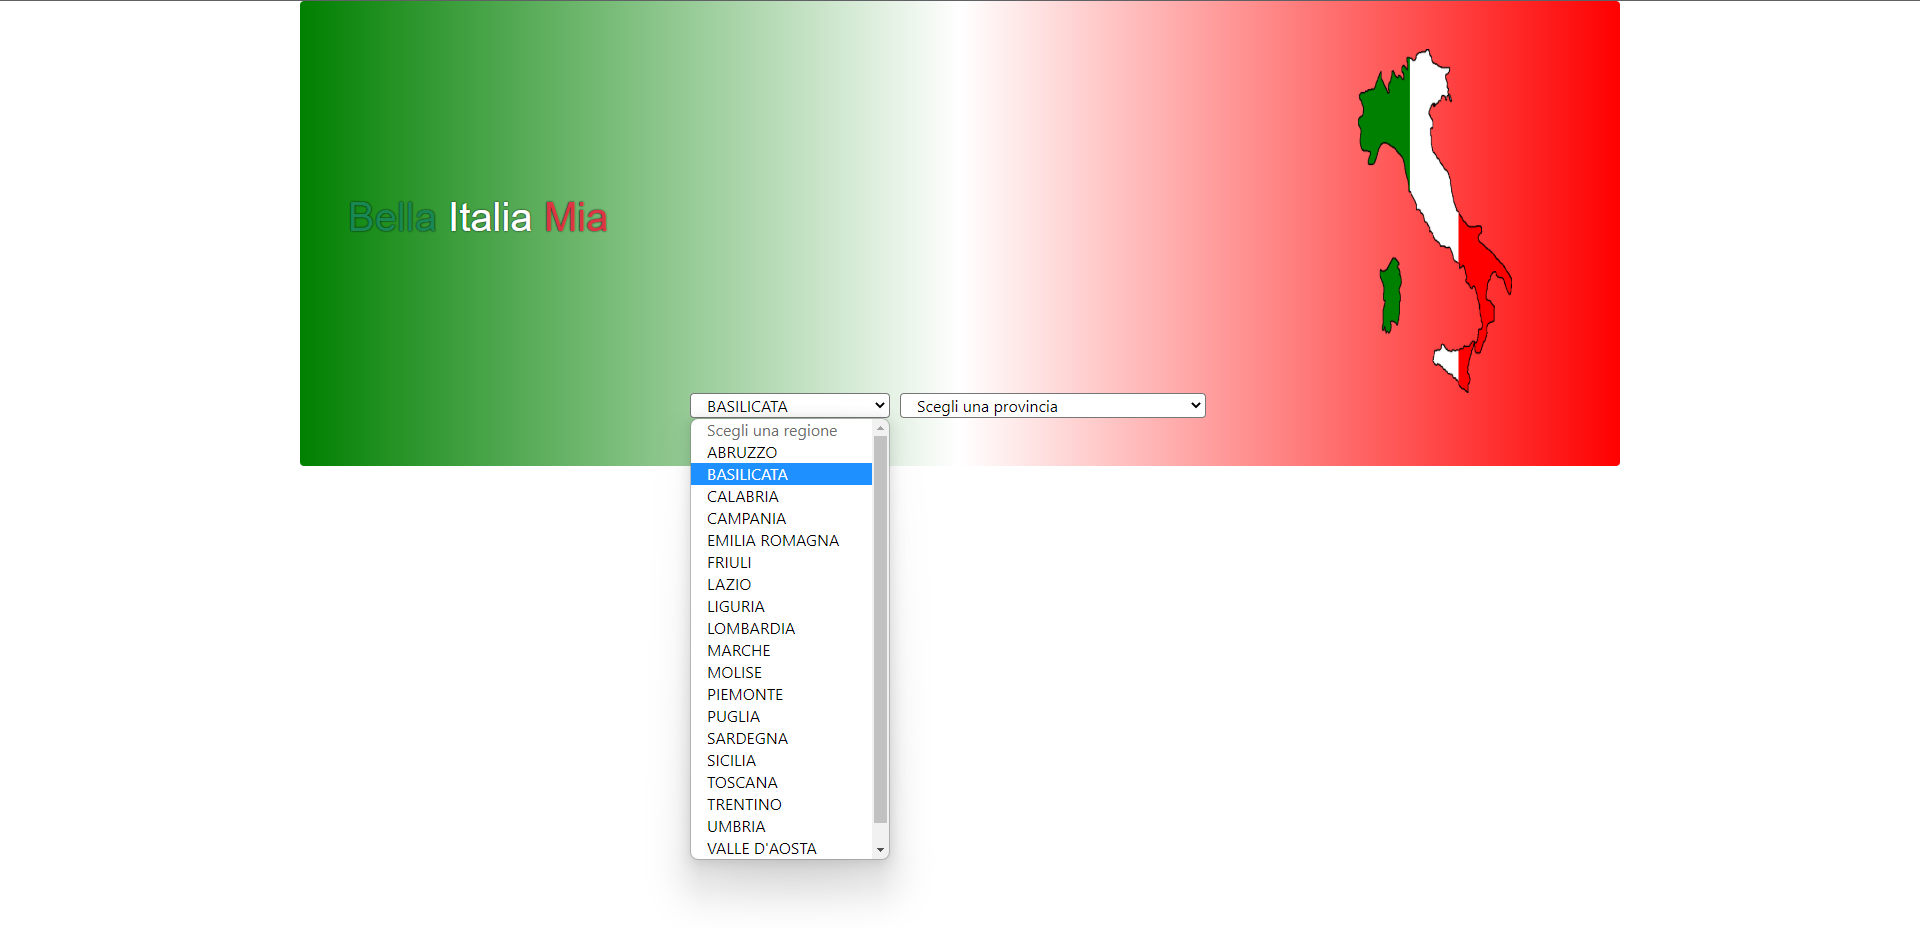 Bella Italia Mia
BASILICATA
Scegli una provincia
Scegli una regione
ABRUZZO
BASILICATA
CALABRIA
CAMPANIA
EMILIA ROMAGNA
FRIULI
LAZIO
LIGURIA
LOMBARDIA
MARCHE
MOLISE
PIEMONTE
PUGLIA
SARDEGNA
SICILIA
TOSCANA
TRENTINO
UMBRIA
VALLE D'AOSTA